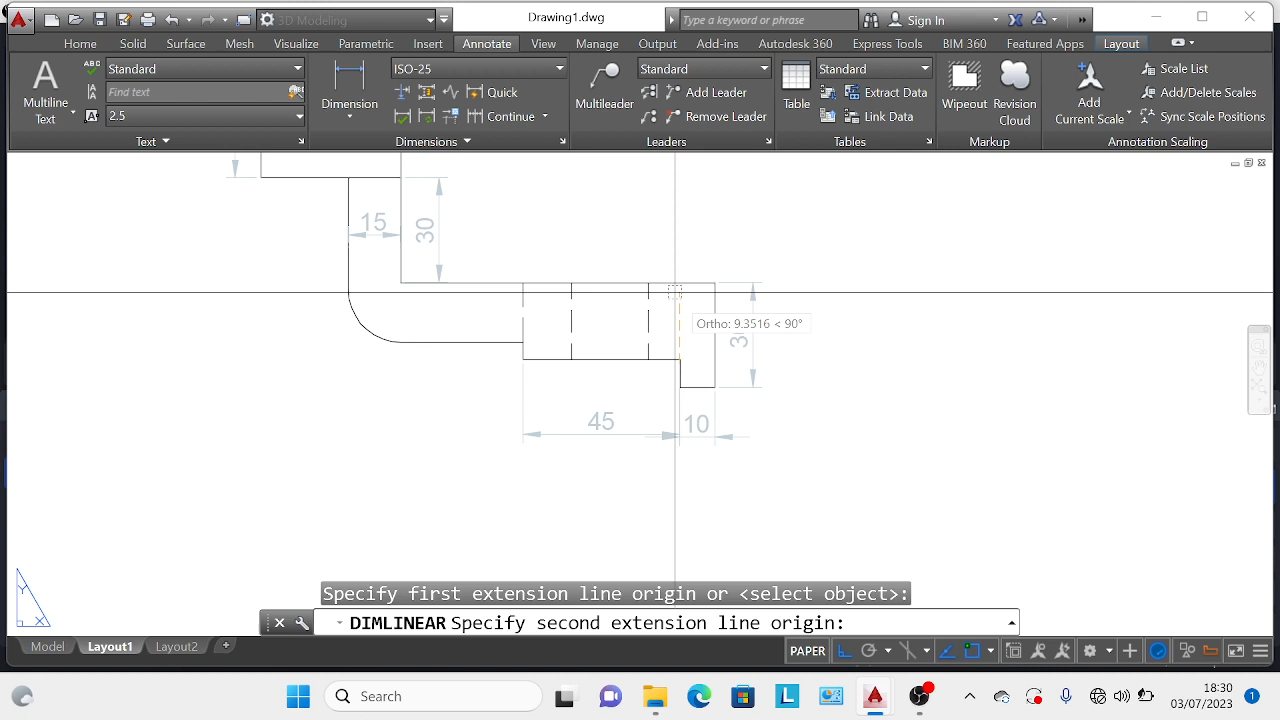 3D Modeling
Drawing1.dwg
Type a keyword or phrase
Sign In
Home
Solid
Surface
Mesh
Visualize
Parametric
Insert
Annotate
View
Manage
Output
Add-ins
Autodesk 360
Express Tools
BIM 360
Featured Apps
Layout
A
Multiline
Text
ABC
Standard
Find text
2.5
Dimension
ISO-25
Quick
Continue
Multileader
Standard
Add Leader
Remove Leader
Table
Standard
Extract Data
Link Data
Wipeout
Revision
Cloud
Add
Current Scale
Scale List
Add/Delete Scales
Sync Scale Positions
Text
Dimensions
Leaders
Tables
Markup
Annotation Scaling
15
30
Ortho: 9.3516 < 90°
45
10
Y
X
Specify first extension line origin or <select object>:
DIMLINEAR Specify second extension line origin:
Model
Layout1
Layout2
PAPER
Search
18:30
03/07/2023
1